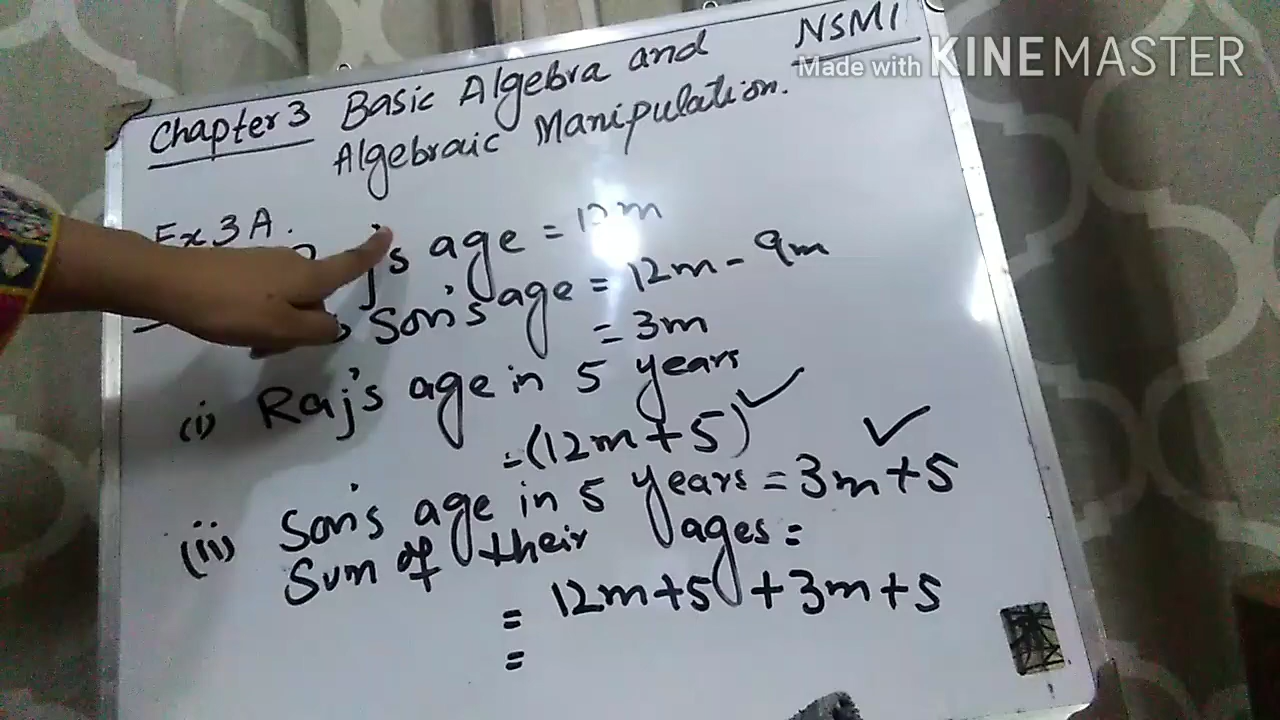 NSM1
Made with KINEMASTER
Chapter 3 Basic Algebra and
Algebraic Manipulation.
Ex 3A.
age = 12m
Son's age = 12m - 9m
= 3m
(i) Raj's age in 5 years
= (12m + 5)
(ii) Son's age in 5 years = 3m + 5
Sum of their ages =
= 12m + 5 + 3m + 5
=